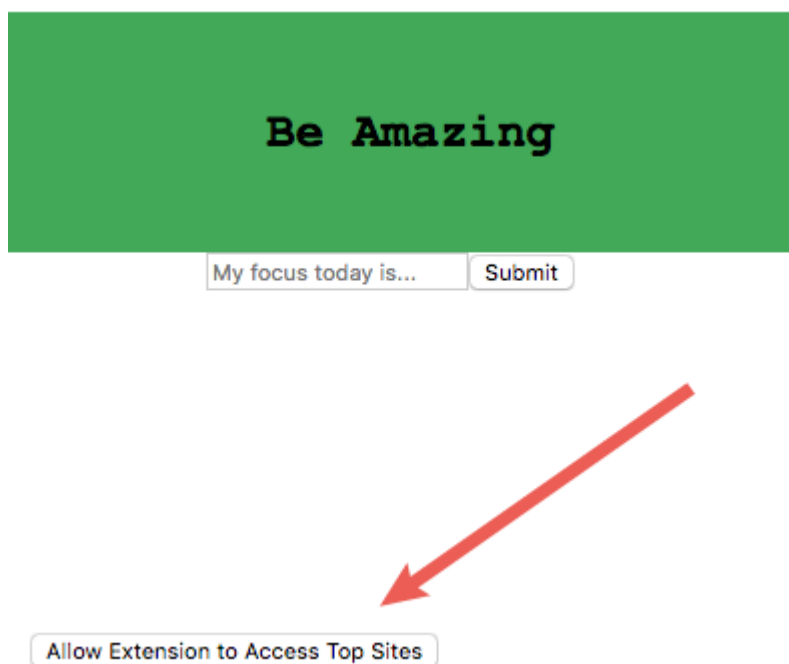 Be Amazing
My focus today is... Submit
Allow Extension to Access Top Sites